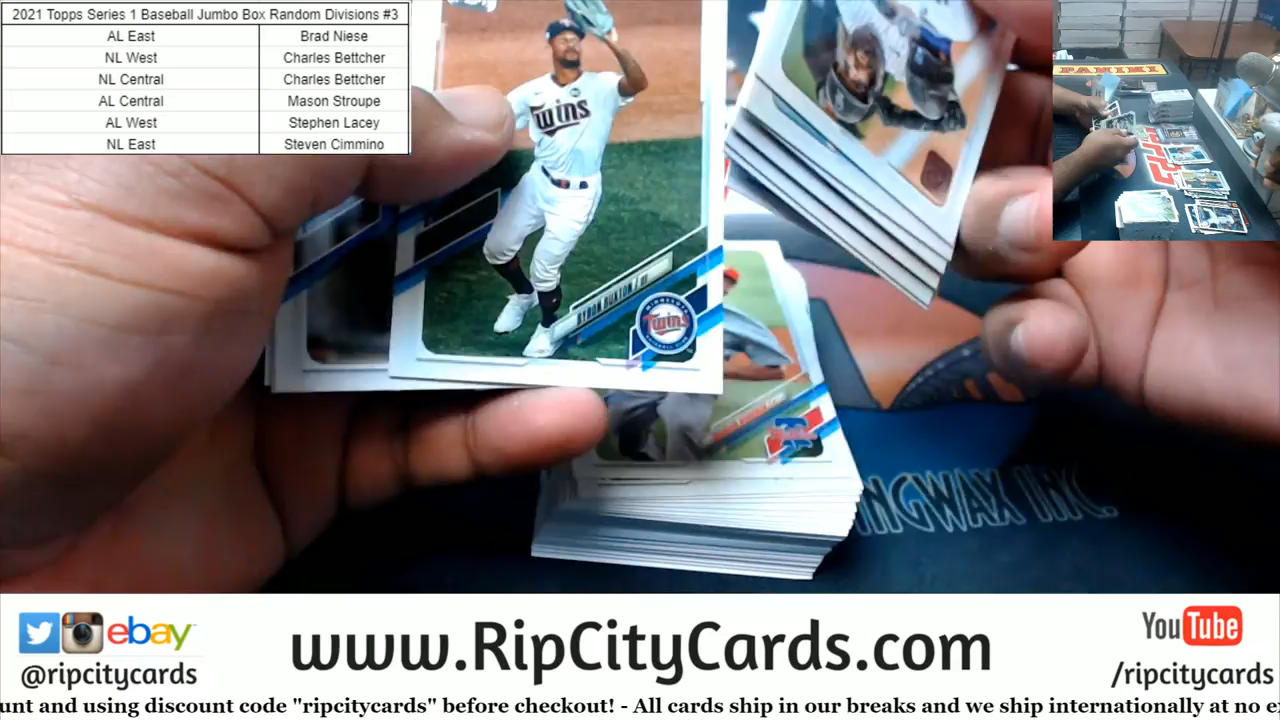 2021 Topps Series 1 Baseball Jumbo Box Random Divisions #3
AL East Brad Niese
NL West Charles Bettcher
NL Central Charles Bettcher
AL Central Mason Stroupe
AL West Stephen Lacey
NL East Steven Cimmino
PANINI
Twins
BYRON BUXTON /
MINNESOTA
Twins
INGWAX INC.
ebay
@ripcitycards
www.RipCityCards.com
YouTube
/ripcitycards
unt and using discount code "ripcitycards" before checkout! - All cards ship in our breaks and we ship internationally at no e